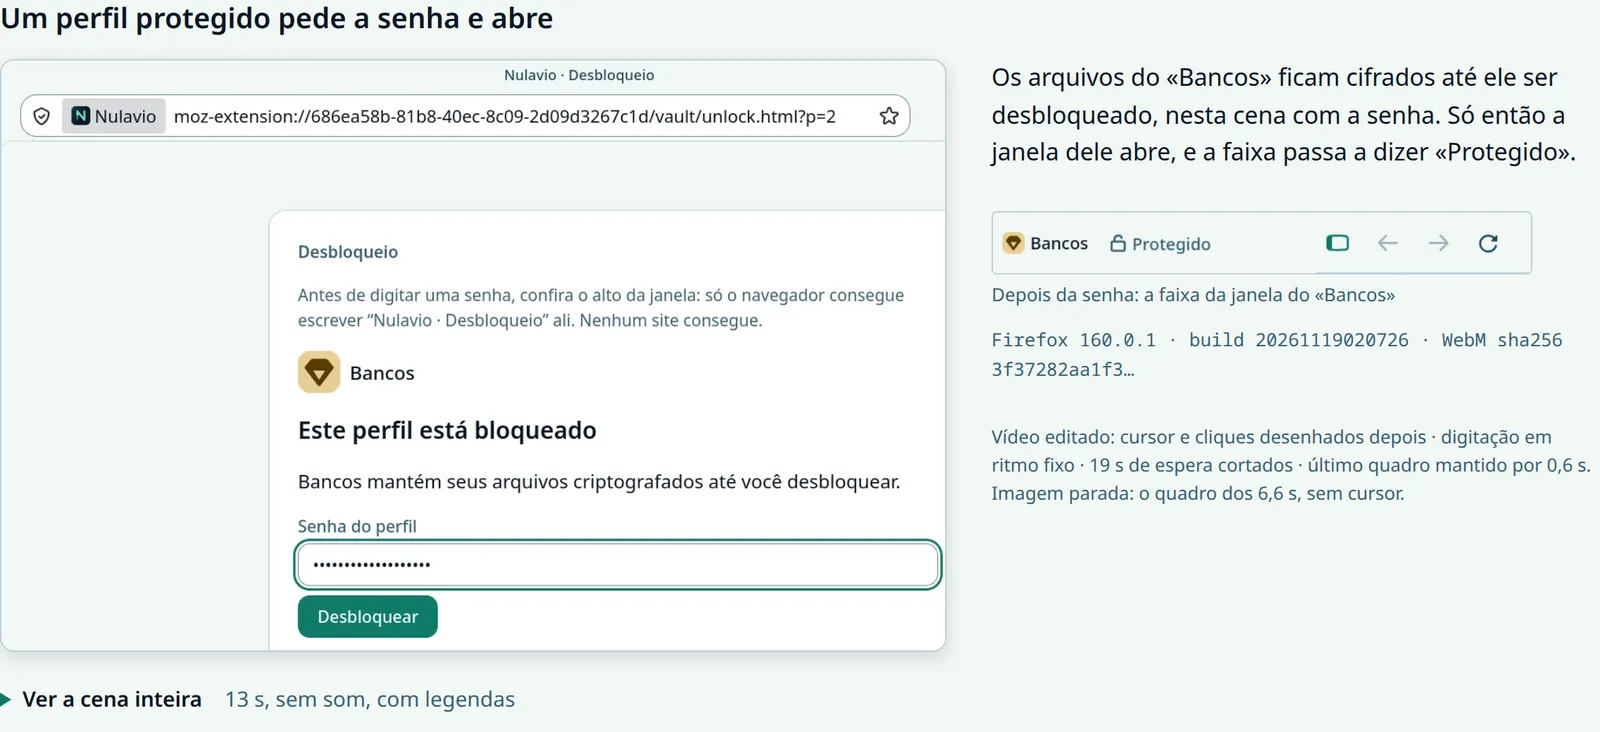 Um perfil protegido pede a senha e abre
Nulavio · Desbloqueio
Nulavio moz-extension://686ea58b-81b8-40ec-8c09-2d09d3267c1d/vault/unlock.html?p=2
Desbloqueio
Antes de digitar uma senha, confira o alto da janela: só o navegador consegue
escrever “Nulavio · Desbloqueio” ali. Nenhum site consegue.
Bancos
Este perfil está bloqueado
Bancos mantém seus arquivos criptografados até você desbloquear.
Senha do perfil
•••••••••••••••••••
Desbloquear
Os arquivos do «Bancos» ficam cifrados até ele ser
desbloqueado, nesta cena com a senha. Só então a
janela dele abre, e a faixa passa a dizer «Protegido».
Bancos Protegido
Depois da senha: a faixa da janela do «Bancos»
Firefox 160.0.1 · build 20261119020726 · WebM sha256
3f37282aa1f3…
Vídeo editado: cursor e cliques desenhados depois · digitação em
ritmo fixo · 19 s de espera cortados · último quadro mantido por 0,6 s.
Imagem parada: o quadro dos 6,6 s, sem cursor.
Ver a cena inteira 13 s, sem som, com legendas